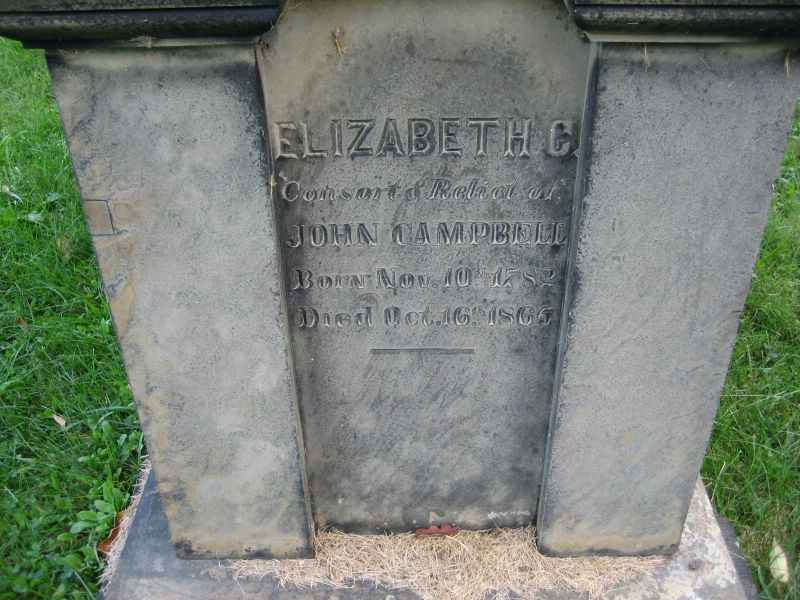 ELIZABETH C.
Consort & Relict of
JOHN CAMPBELL
Born Nov. 10th 1782
Died Oct. 16th 1865